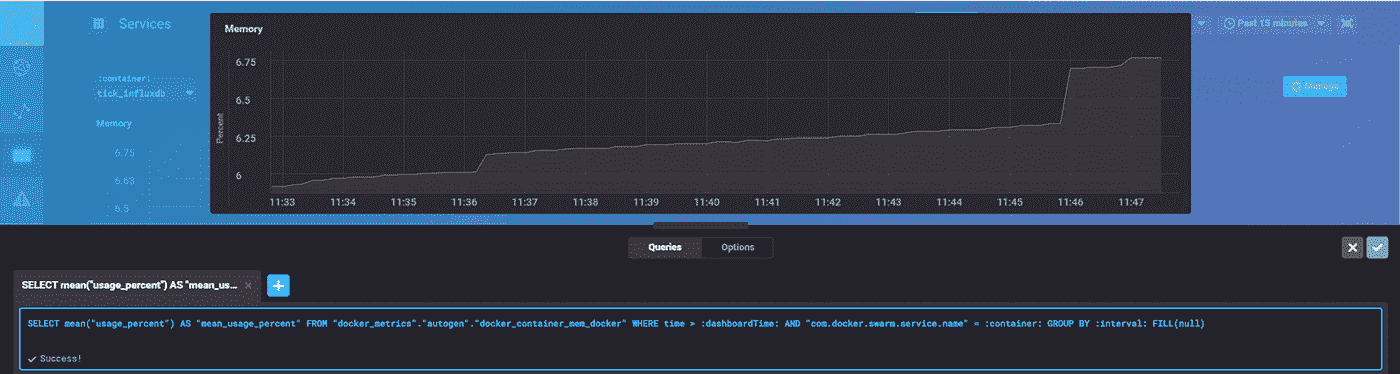 Services
Past 15 minutes
:container:
tick_influxdb
Manage
Memory
6.75
6.63
6.5
Memory
Percent
6.75
6.5
6.25
6
11:33 11:34 11:35 11:36 11:37 11:38 11:39 11:40 11:41 11:42 11:43 11:44 11:45 11:46 11:47
Queries Options
SELECT mean("usage_percent") AS "mean_us...
SELECT mean("usage_percent") AS "mean_usage_percent" FROM "docker_metrics"."autogen"."docker_container_mem_docker" WHERE time > :dashboardTime: AND "com.docker.swarm.service.name" = :container: GROUP BY :interval: FILL(null)
Success!